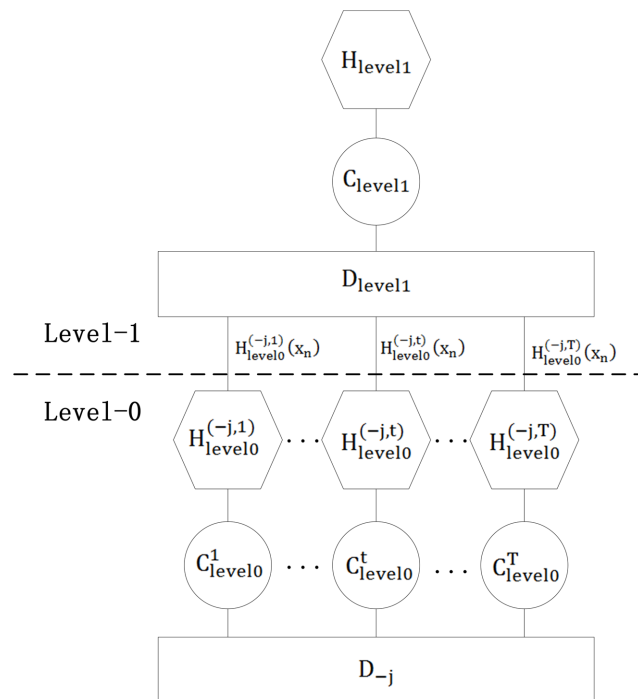 H_level1
C_level1
D_level1
Level-1
H_level0^(-j,1)(x_n) H_level0^(-j,t)(x_n) H_level0^(-j,T)(x_n)
Level-0
H_level0^(-j,1) ... H_level0^(-j,t) ... H_level0^(-j,T)
C_level0^1 ... C_level0^t ... C_level0^T
D_-j